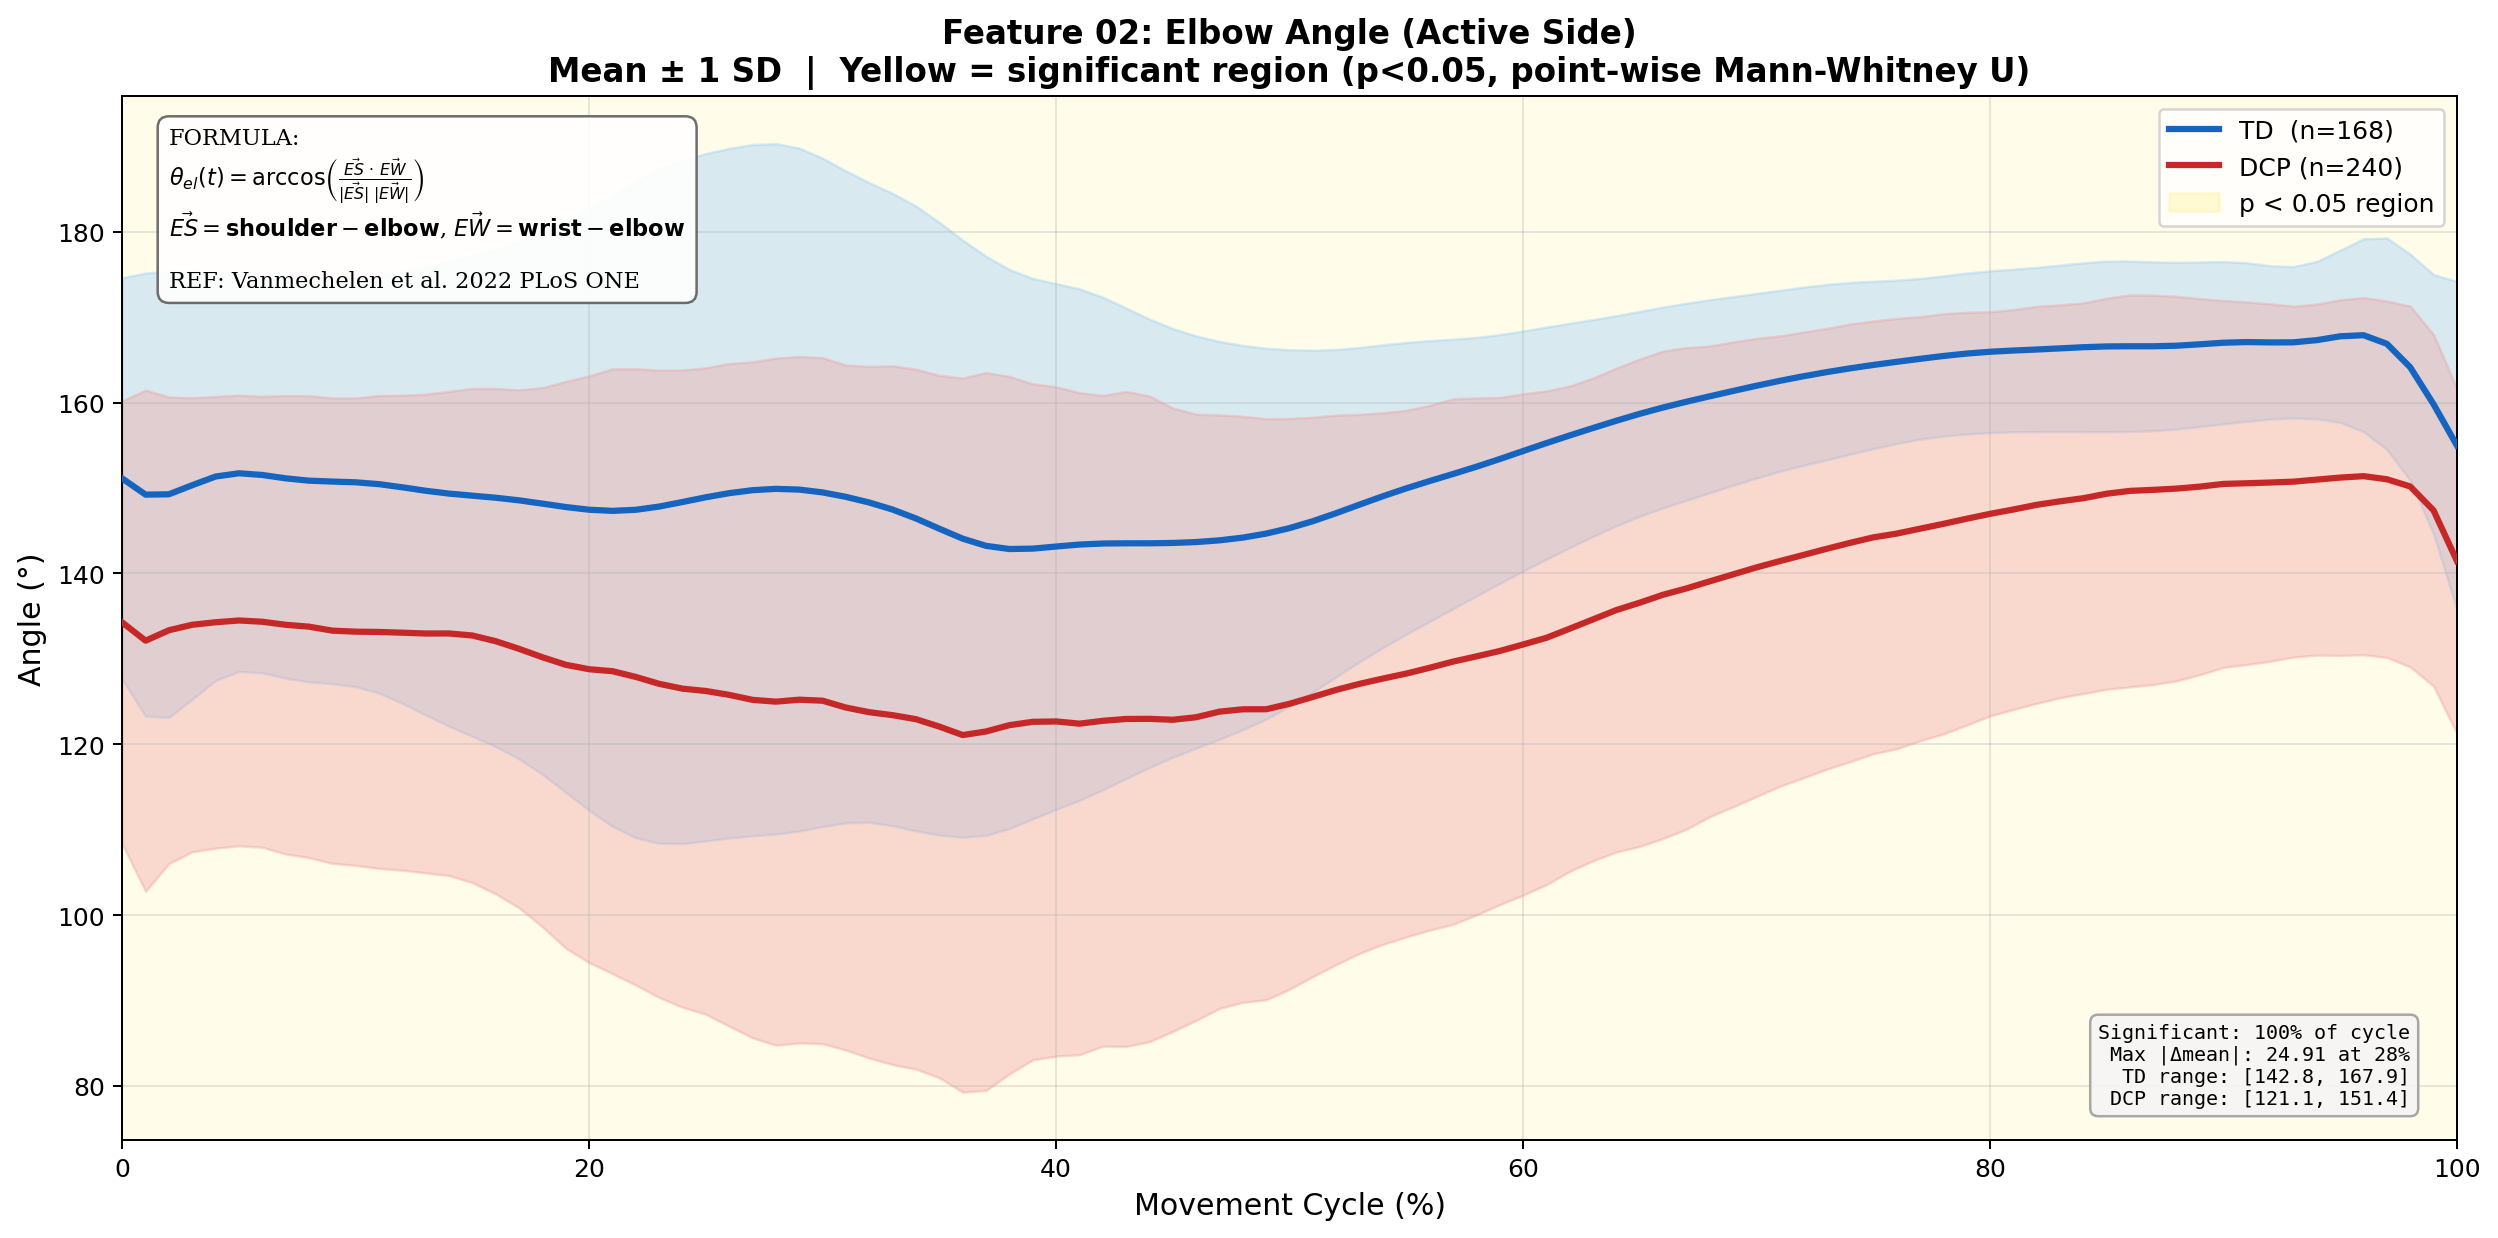 Feature 02: Elbow Angle (Active Side)
Mean ± 1 SD | Yellow = significant region (p<0.05, point-wise Mann-Whitney U)
FORMULA:
θ_el(t) = arccos( (ES⃗ · EW⃗) / (|ES⃗| |EW⃗|) )
ES⃗ = shoulder − elbow, EW⃗ = wrist − elbow
REF: Vanmechelen et al. 2022 PLoS ONE
TD (n=168)
DCP (n=240)
p < 0.05 region
180
160
140
120
100
80
Angle (°)
Significant: 100% of cycle
Max |Δmean|: 24.91 at 28%
TD range: [142.8, 167.9]
DCP range: [121.1, 151.4]
0 20 40 60 80 100
Movement Cycle (%)